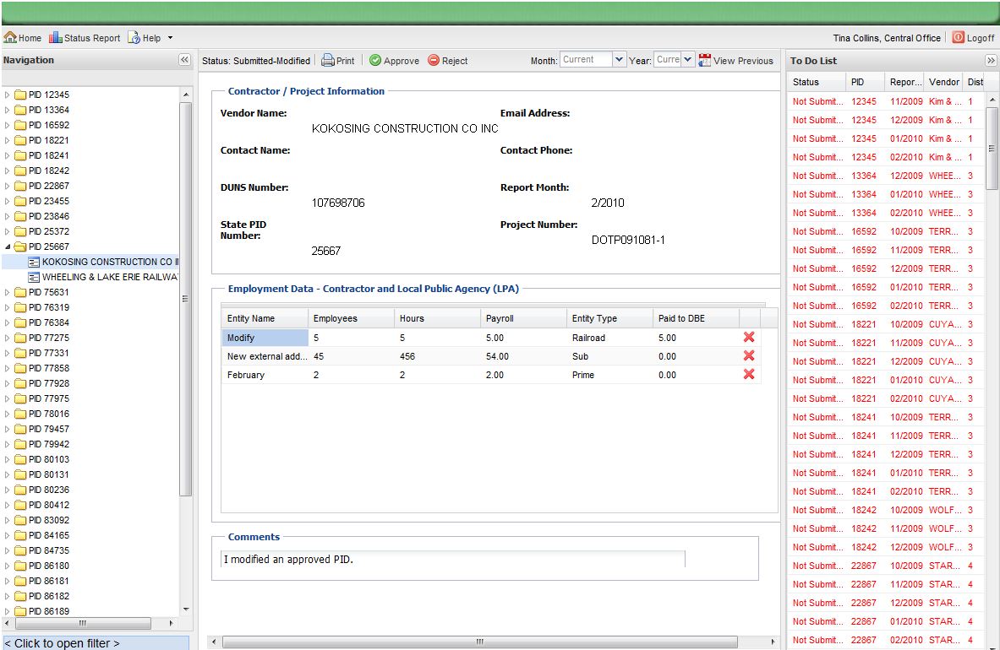 Home Status Report Help Tina Collins, Central Office Logoff
Navigation
PID 12345
PID 13364
PID 16592
PID 18221
PID 18241
PID 18242
PID 22867
PID 23455
PID 23846
PID 25372
PID 25667
KOKOSING CONSTRUCTION CO I
WHEELING & LAKE ERIE RAILWA
PID 75631
PID 76319
PID 76384
PID 77275
PID 77331
PID 77858
PID 77928
PID 77975
PID 78016
PID 79457
PID 79942
PID 80103
PID 80131
PID 80236
PID 80412
PID 83092
PID 84165
PID 84735
PID 86180
PID 86181
PID 86182
PID 86189
< Click to open filter >
Status: Submitted-Modified Print Approve Reject Month: Current Year: Curre View Previous
Contractor / Project Information
Vendor Name: Email Address:
KOKOSING CONSTRUCTION CO INC
Contact Name: Contact Phone:
DUNS Number: Report Month:
107698706 2/2010
State PID Number: Project Number:
25667 DOTP091081-1
Employment Data - Contractor and Local Public Agency (LPA)
Entity Name Employees Hours Payroll Entity Type Paid to DBE
Modify 5 5 5.00 Railroad 5.00
New external add... 45 456 54.00 Sub 0.00
February 2 2 2.00 Prime 0.00
Comments
I modified an approved PID.
To Do List
Status PID Repor... Vendor Dist
Not Submit... 12345 11/2009 Kim & ... 1
Not Submit... 12345 12/2009 Kim & ... 1
Not Submit... 12345 01/2010 Kim & ... 1
Not Submit... 12345 02/2010 Kim & ... 1
Not Submit... 13364 12/2009 WHEE... 3
Not Submit... 13364 01/2010 WHEE... 3
Not Submit... 13364 02/2010 WHEE... 3
Not Submit... 16592 10/2009 TERR... 3
Not Submit... 16592 11/2009 TERR... 3
Not Submit... 16592 12/2009 TERR... 3
Not Submit... 16592 01/2010 TERR... 3
Not Submit... 16592 02/2010 TERR... 3
Not Submit... 18221 10/2009 CUYA... 3
Not Submit... 18221 11/2009 CUYA... 3
Not Submit... 18221 12/2009 CUYA... 3
Not Submit... 18221 01/2010 CUYA... 3
Not Submit... 18221 02/2010 CUYA... 3
Not Submit... 18241 10/2009 TERR... 3
Not Submit... 18241 11/2009 TERR... 3
Not Submit... 18241 12/2009 TERR... 3
Not Submit... 18241 01/2010 TERR... 3
Not Submit... 18241 02/2010 TERR... 3
Not Submit... 18242 10/2009 WOLF... 3
Not Submit... 18242 11/2009 WOLF... 3
Not Submit... 18242 12/2009 WOLF... 3
Not Submit... 22867 10/2009 STAR... 4
Not Submit... 22867 11/2009 STAR... 4
Not Submit... 22867 12/2009 STAR... 4
Not Submit... 22867 01/2010 STAR... 4
Not Submit... 22867 02/2010 STAR... 4